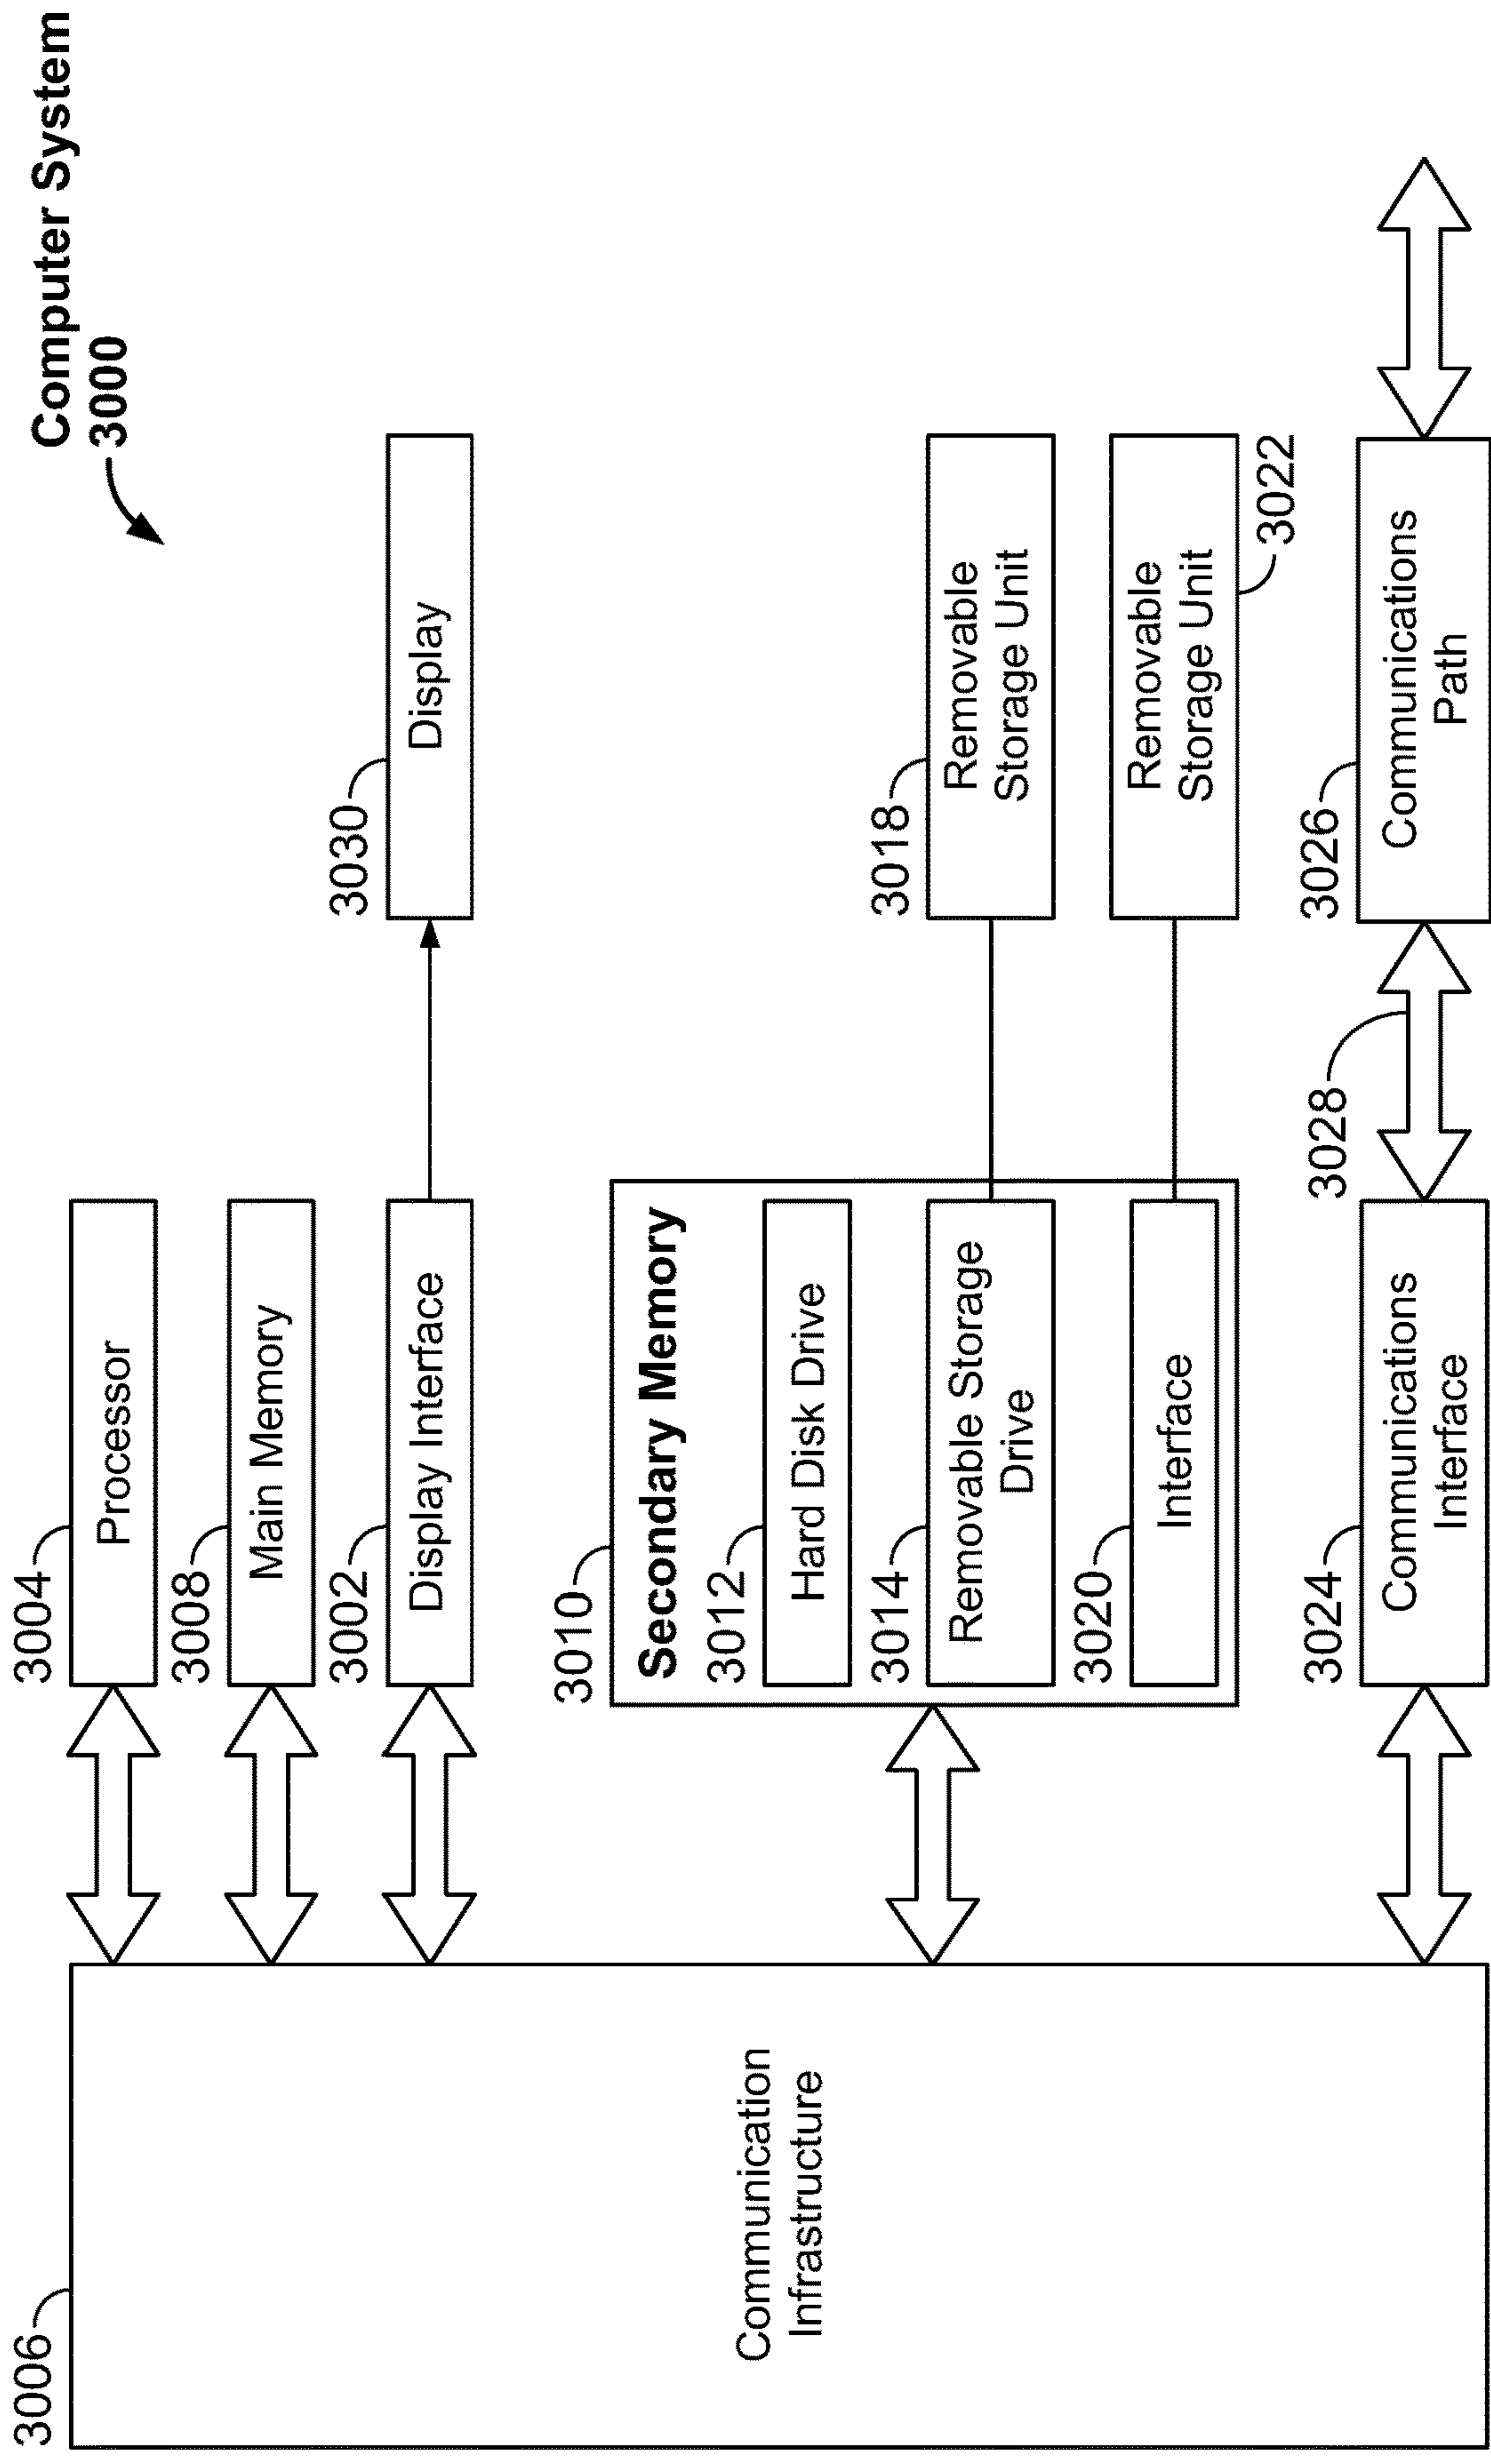 Computer System
3000
3006
Communication
Infrastructure
3004
Processor
3008
Main Memory
3002
Display Interface
3030
Display
3010
Secondary Memory
3012
Hard Disk Drive
3014
Removable Storage
Drive
3018
Removable
Storage Unit
3020
Interface
Removable
Storage Unit
3022
3024
Communications
Interface
3028
3026
Communications
Path